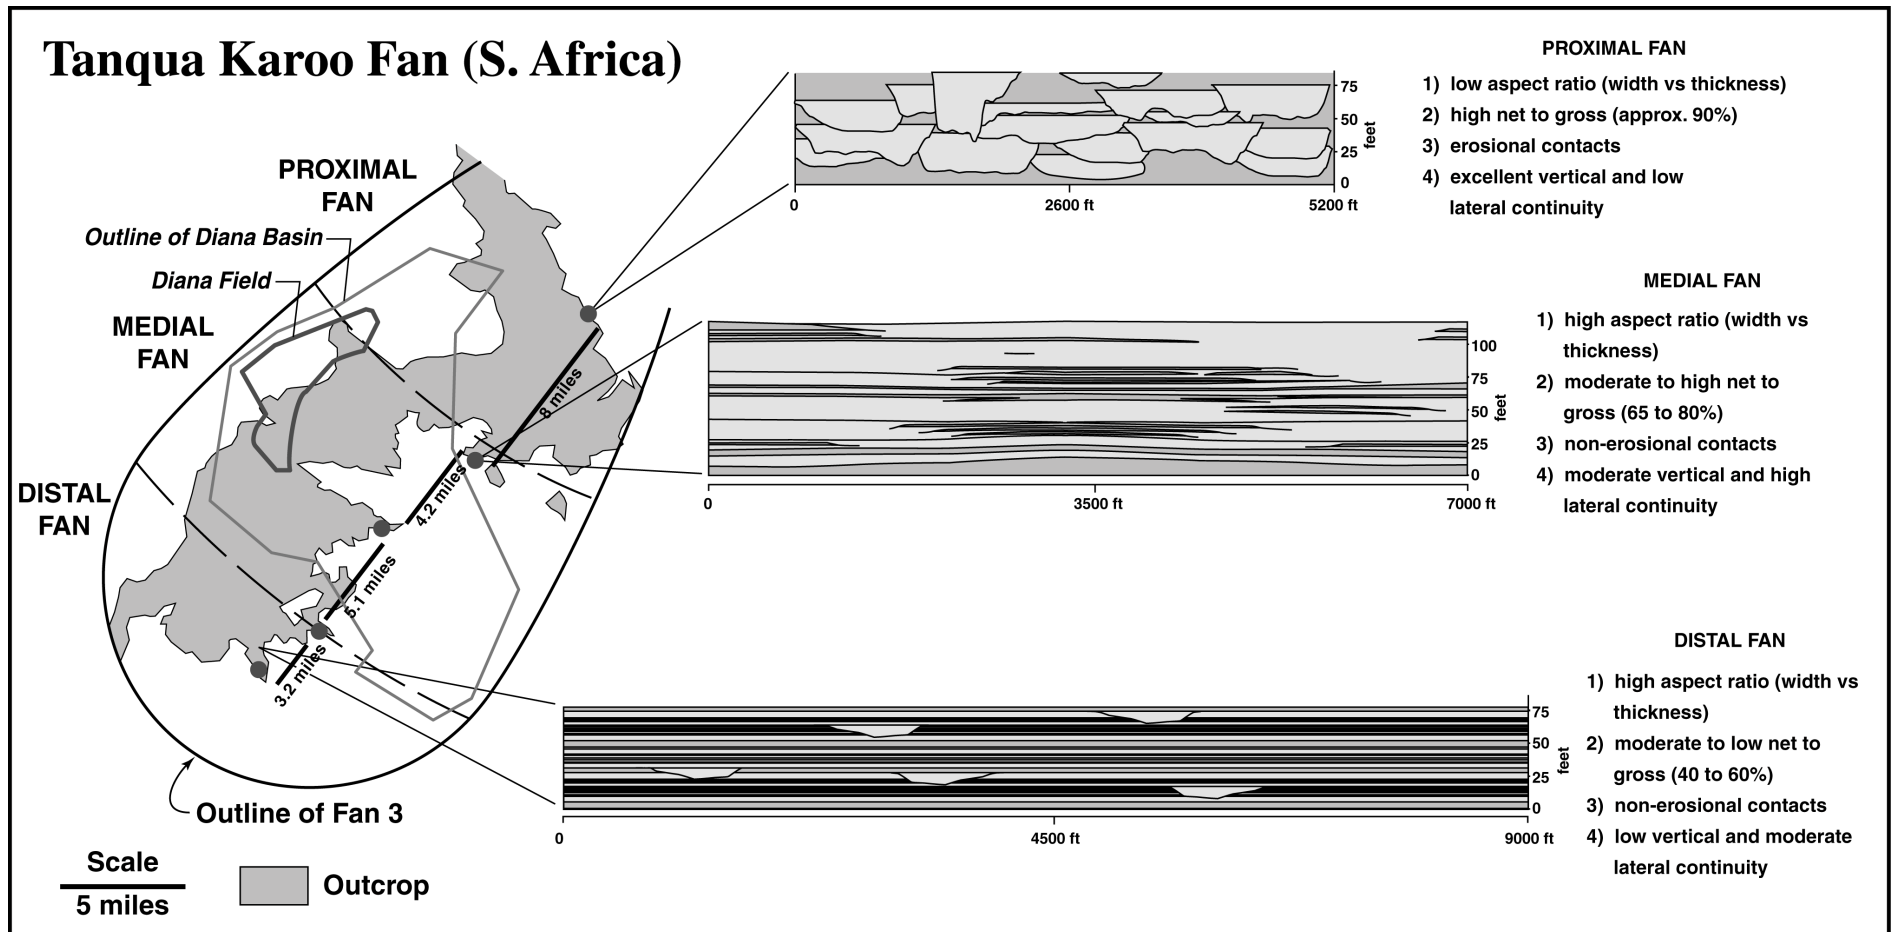 Tanqua Karoo Fan (S. Africa)
PROXIMAL
FAN
Outline of Diana Basin
Diana Field
MEDIAL
FAN
DISTAL
FAN
8 miles
4.2 miles
5.1 miles
3.2 miles
Outline of Fan 3
Scale
5 miles
Outcrop
75
50
25
0
feet
0
2600 ft
5200 ft
PROXIMAL FAN
1) low aspect ratio (width vs thickness)
2) high net to gross (approx. 90%)
3) erosional contacts
4) excellent vertical and low
lateral continuity
100
75
50
25
0
feet
0
3500 ft
7000 ft
MEDIAL FAN
1) high aspect ratio (width vs
thickness)
2) moderate to high net to
gross (65 to 80%)
3) non-erosional contacts
4) moderate vertical and high
lateral continuity
75
50
25
0
feet
0
4500 ft
9000 ft
DISTAL FAN
1) high aspect ratio (width vs
thickness)
2) moderate to low net to
gross (40 to 60%)
3) non-erosional contacts
4) low vertical and moderate
lateral continuity